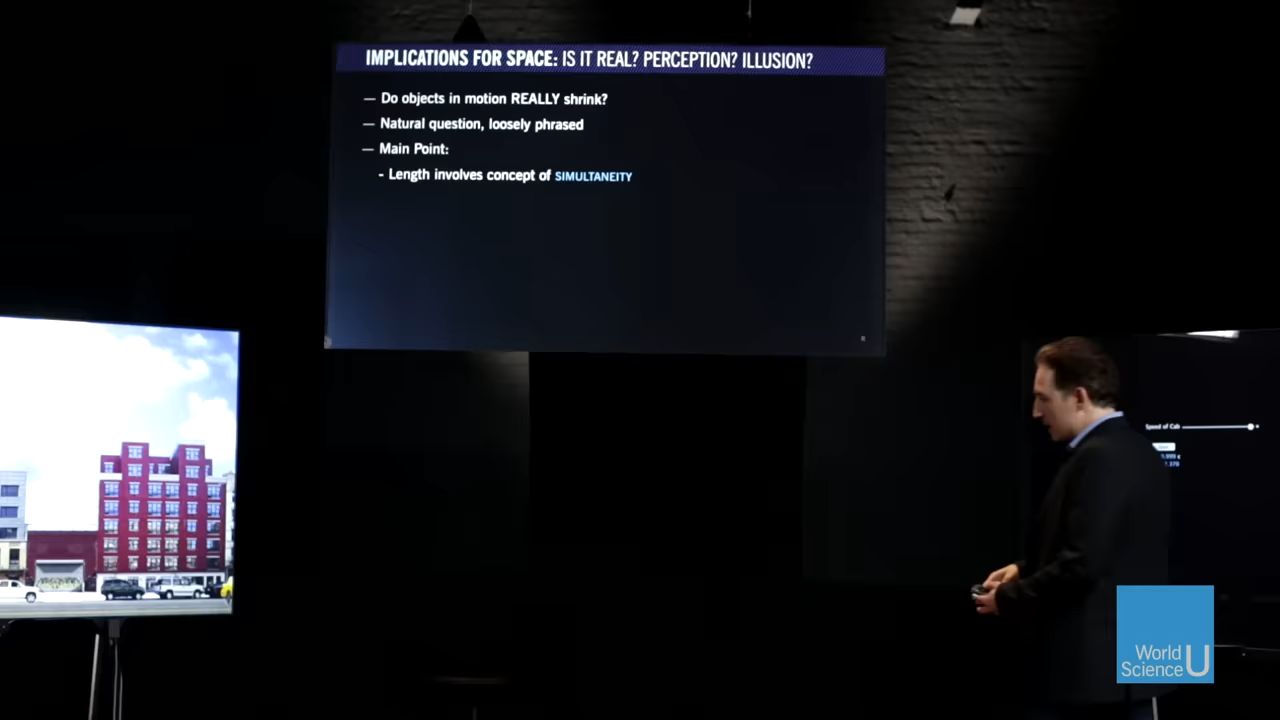 IMPLICATIONS FOR SPACE: IS IT REAL? PERCEPTION? ILLUSION?
— Do objects in motion REALLY shrink?
— Natural question, loosely phrased
— Main Point:
- Length involves concept of SIMULTANEITY
Speed of Cab
World
Science U